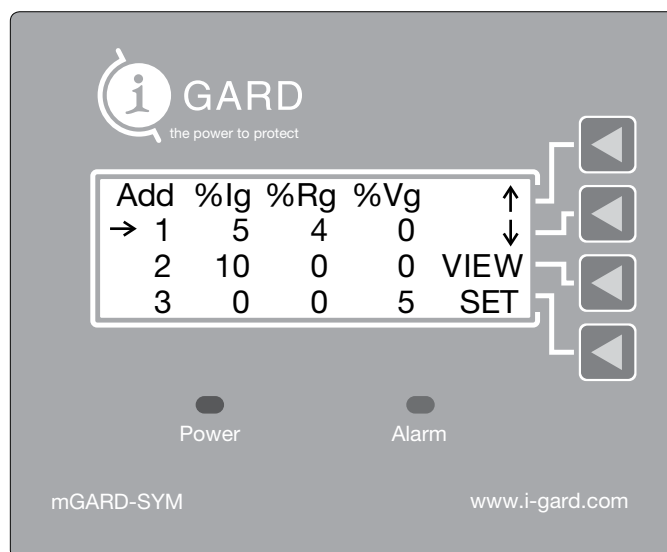 i GARD
the power to protect
Add %Ig %Rg %Vg ↑
→ 1 5 4 0 ↓
2 10 0 0 VIEW
3 0 0 5 SET
Power Alarm
mGARD-SYM www.i-gard.com